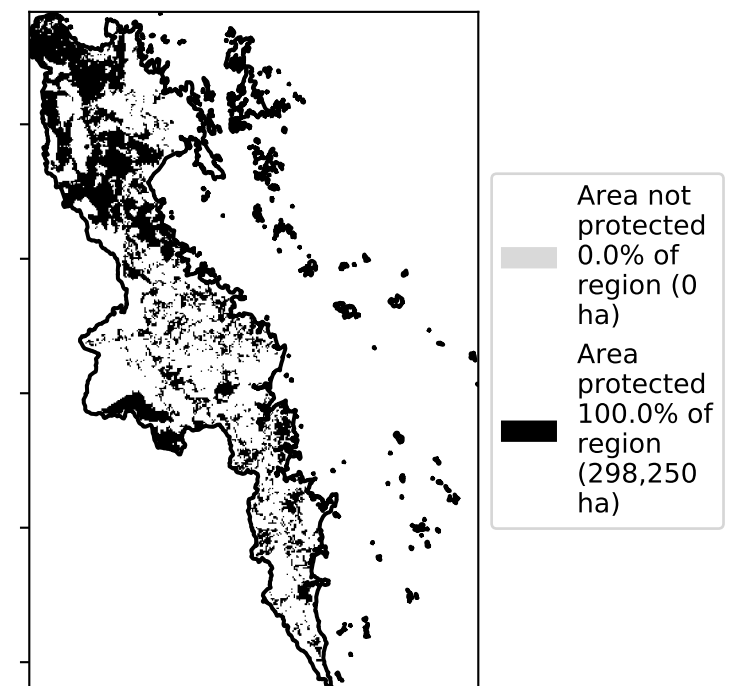 Area not
protected
0.0% of
region (0
ha)
Area
protected
100.0% of
region
(298,250
ha)